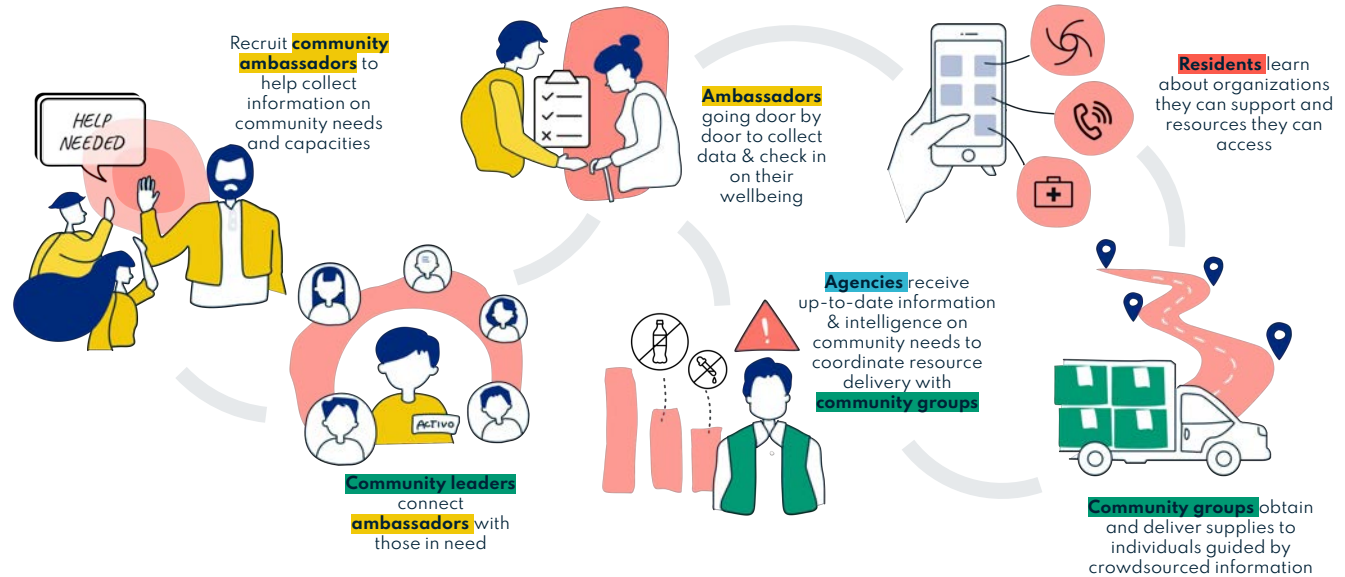 Recruit community
ambassadors to
help collect
information on
community needs
and capacities
HELP
NEEDED
ACTIVO
Community leaders
connect
ambassadors with
those in need
Ambassadors
going door by
door to collect
data & check in
on their
wellbeing
Agencies receive
up-to-date information
& intelligence on
community needs to
coordinate resource
delivery with
community groups
Residents learn
about organizations
they can support and
resources they can
access
Community groups obtain
and deliver supplies to
individuals guided by
crowdsourced information